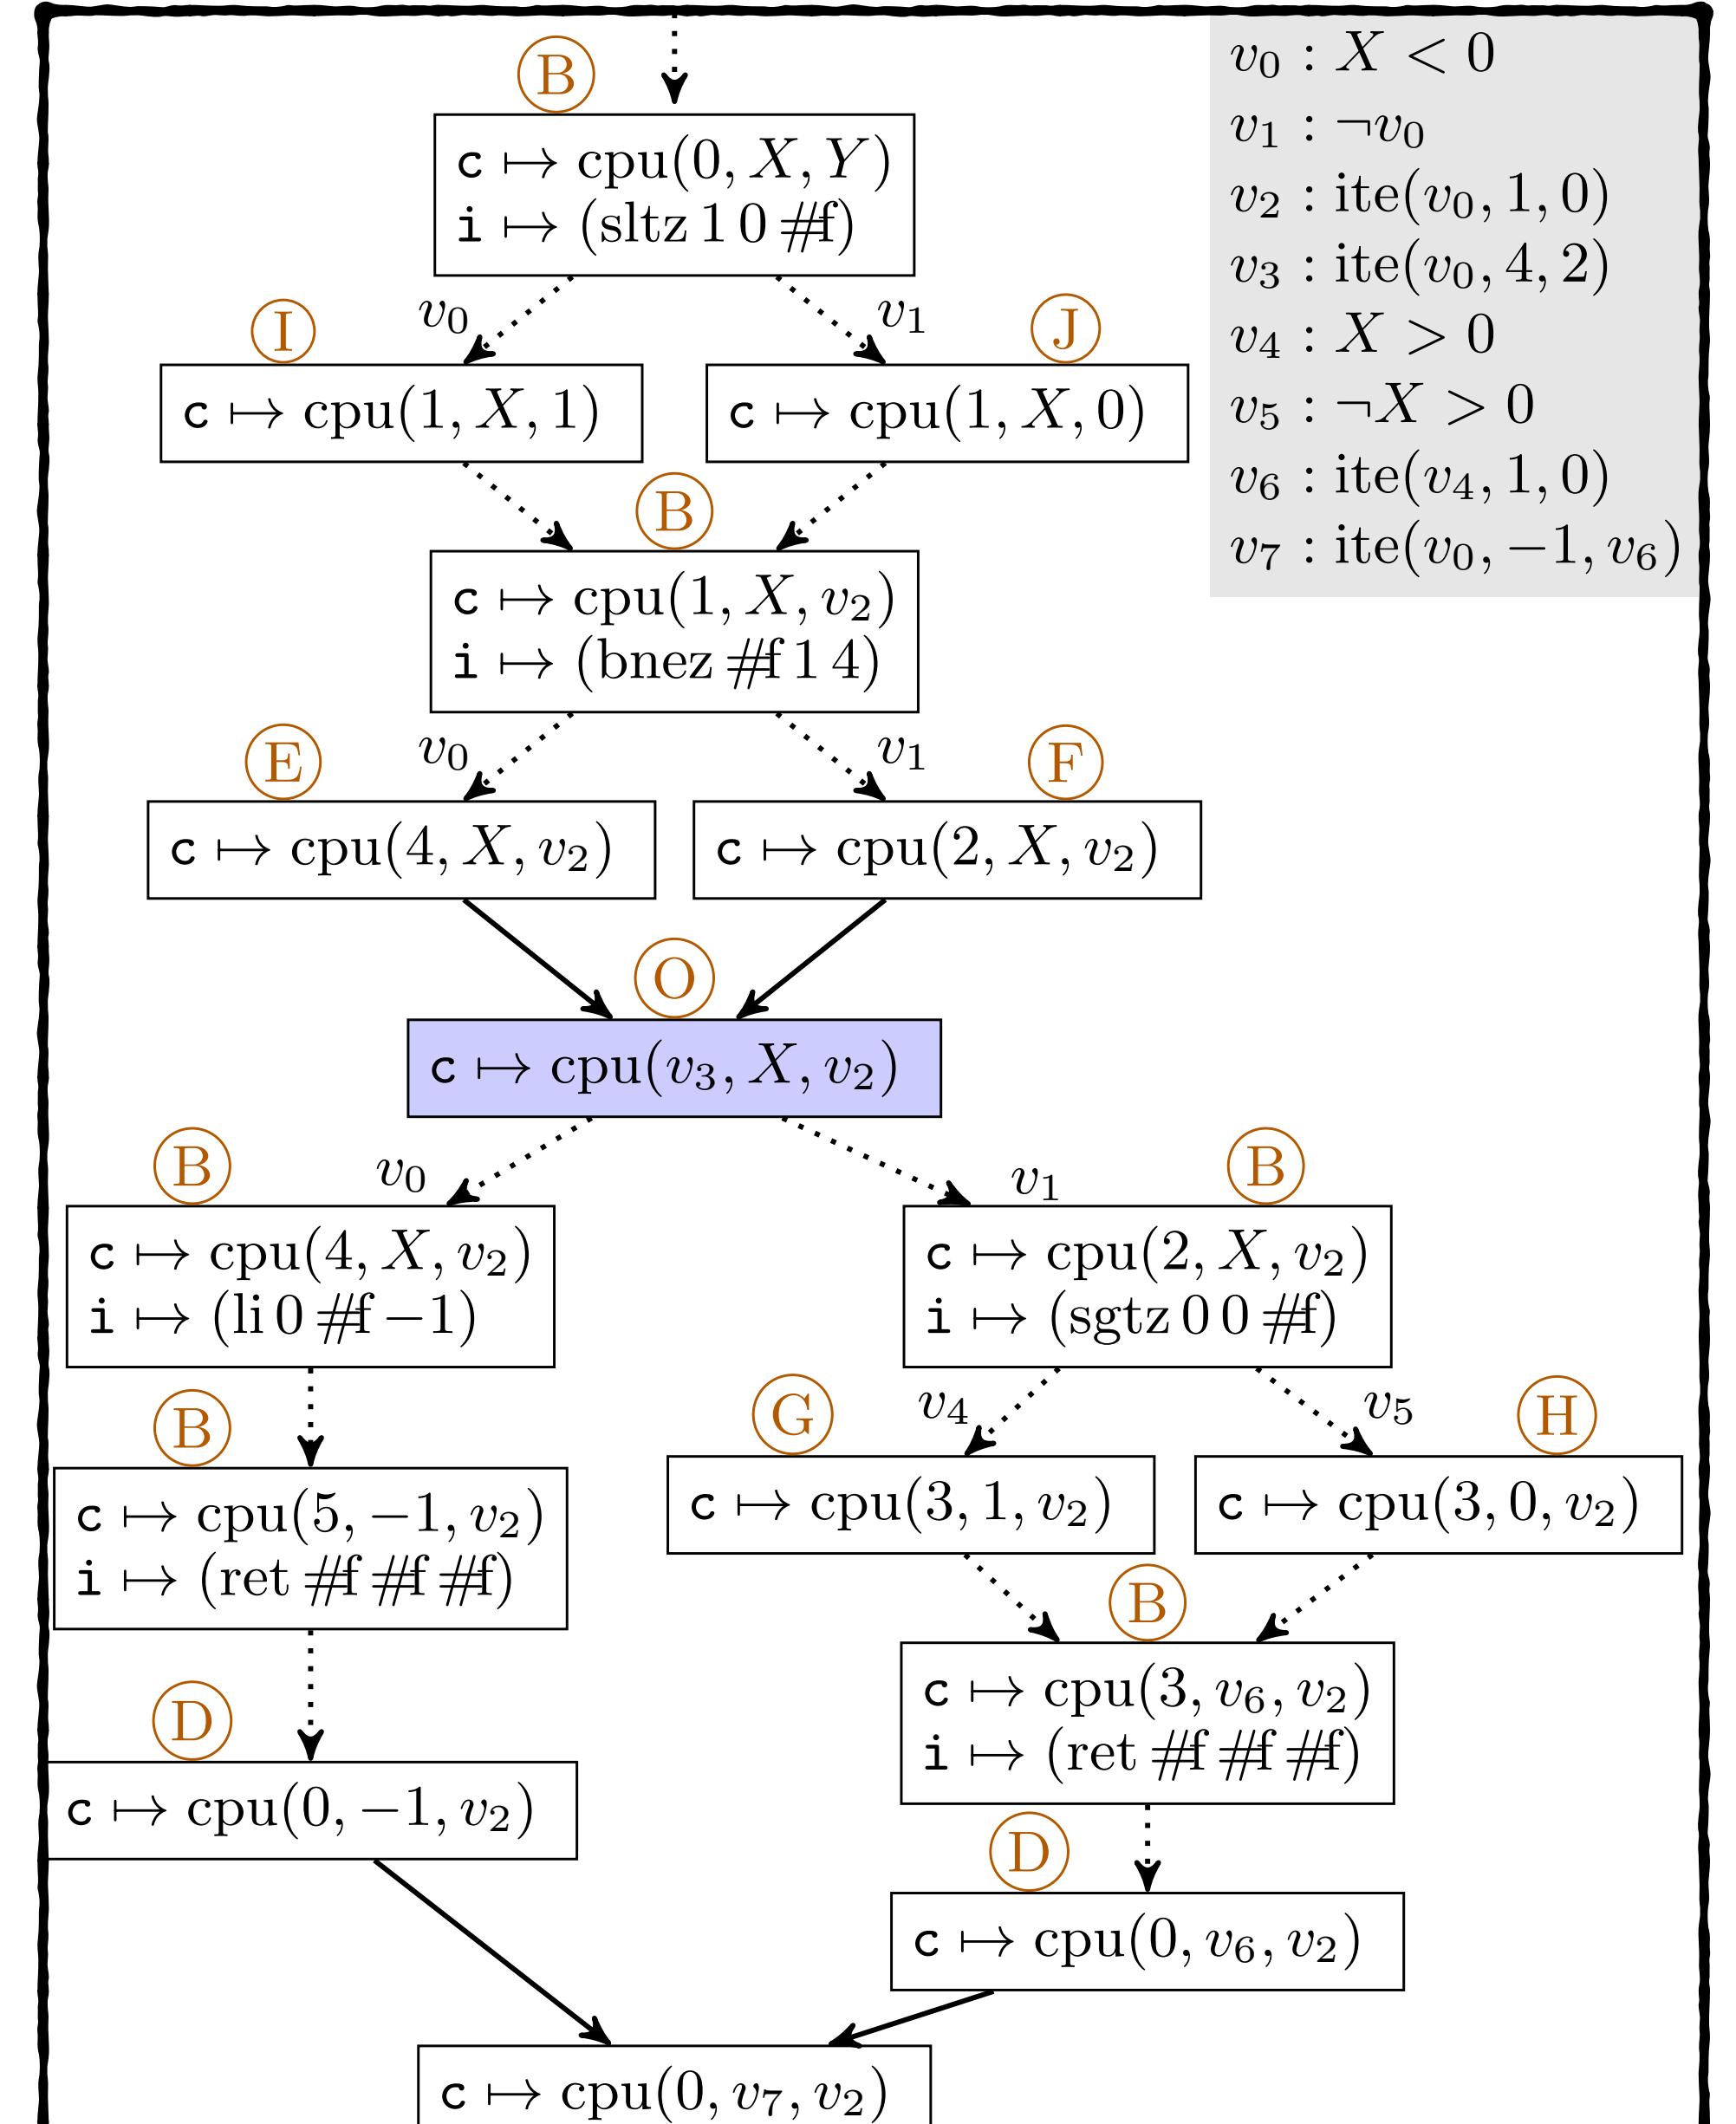 B
c ↦ cpu(0, X, Y)
i ↦ (sltz 1 0 #f)
v₀ : X < 0
v₁ : ¬v₀
v₂ : ite(v₀, 1, 0)
v₃ : ite(v₀, 4, 2)
v₄ : X > 0
v₅ : ¬X > 0
v₆ : ite(v₄, 1, 0)
v₇ : ite(v₀, −1, v₆)
v₀
v₁
I
J
c ↦ cpu(1, X, 1)
c ↦ cpu(1, X, 0)
B
c ↦ cpu(1, X, v₂)
i ↦ (bnez #f 1 4)
v₀
v₁
E
F
c ↦ cpu(4, X, v₂)
c ↦ cpu(2, X, v₂)
O
c ↦ cpu(v₃, X, v₂)
v₀
v₁
B
B
c ↦ cpu(4, X, v₂)
i ↦ (li 0 #f −1)
c ↦ cpu(2, X, v₂)
i ↦ (sgtz 0 0 #f)
v₄
v₅
B
G
H
c ↦ cpu(5, −1, v₂)
i ↦ (ret #f #f #f)
c ↦ cpu(3, 1, v₂)
c ↦ cpu(3, 0, v₂)
B
c ↦ cpu(3, v₆, v₂)
i ↦ (ret #f #f #f)
D
c ↦ cpu(0, −1, v₂)
D
c ↦ cpu(0, v₆, v₂)
c ↦ cpu(0, v₇, v₂)